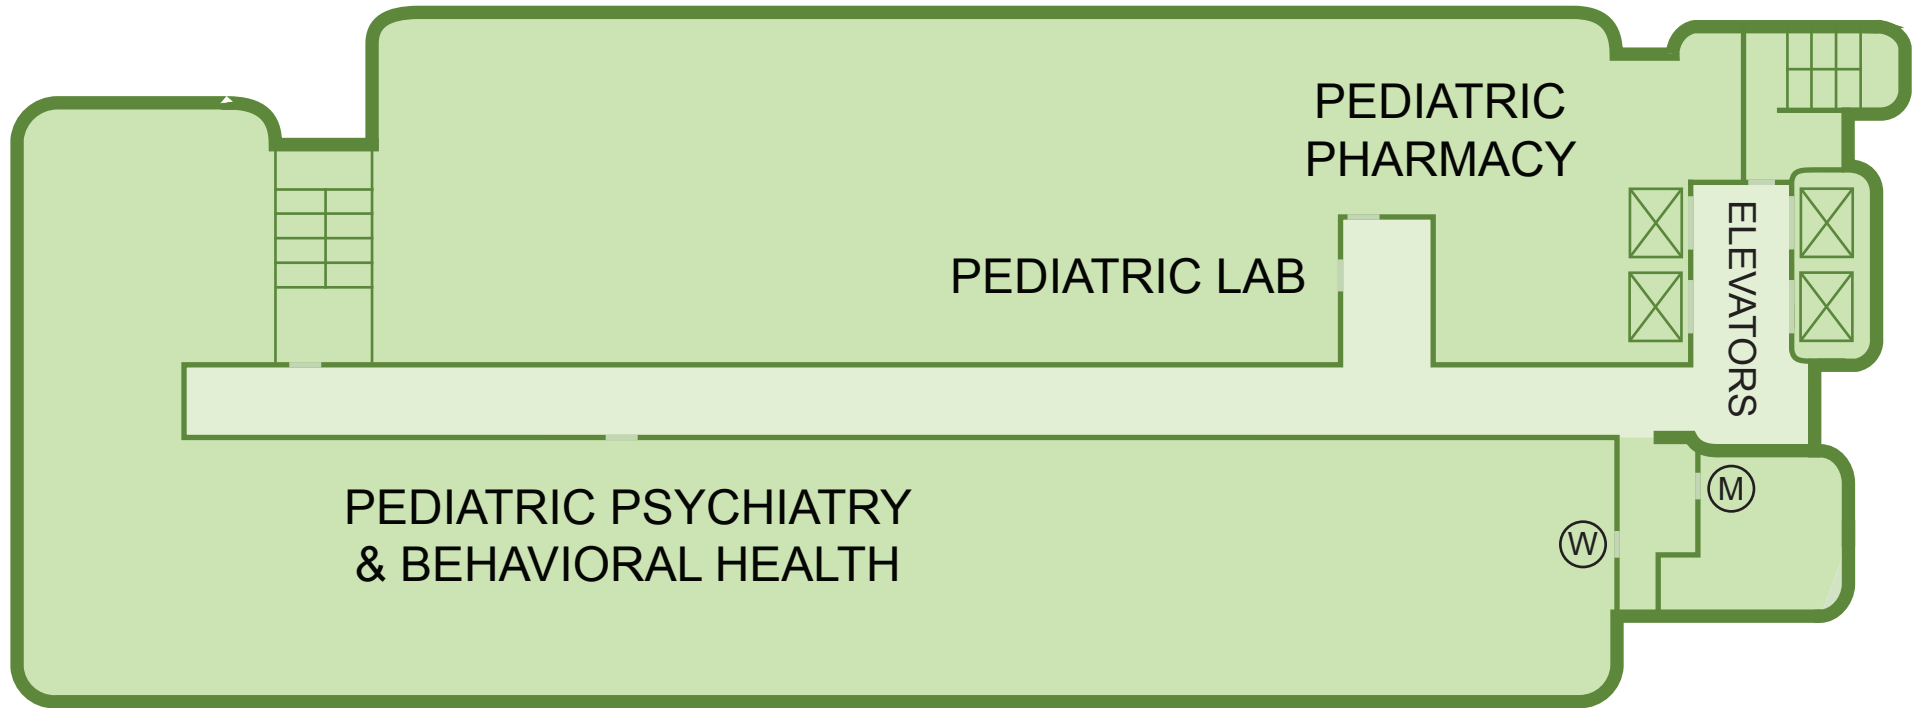 PEDIATRIC
PHARMACY
ELEVATORS
PEDIATRIC LAB
PEDIATRIC PSYCHIATRY
& BEHAVIORAL HEALTH
M
W